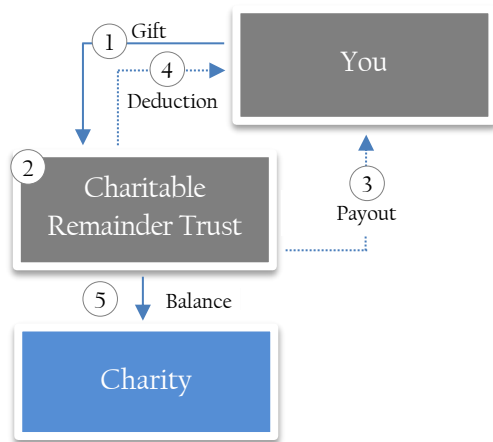 1 Gift
You
4
Deduction
2
Charitable
Remainder Trust
3
Payout
5 Balance
Charity